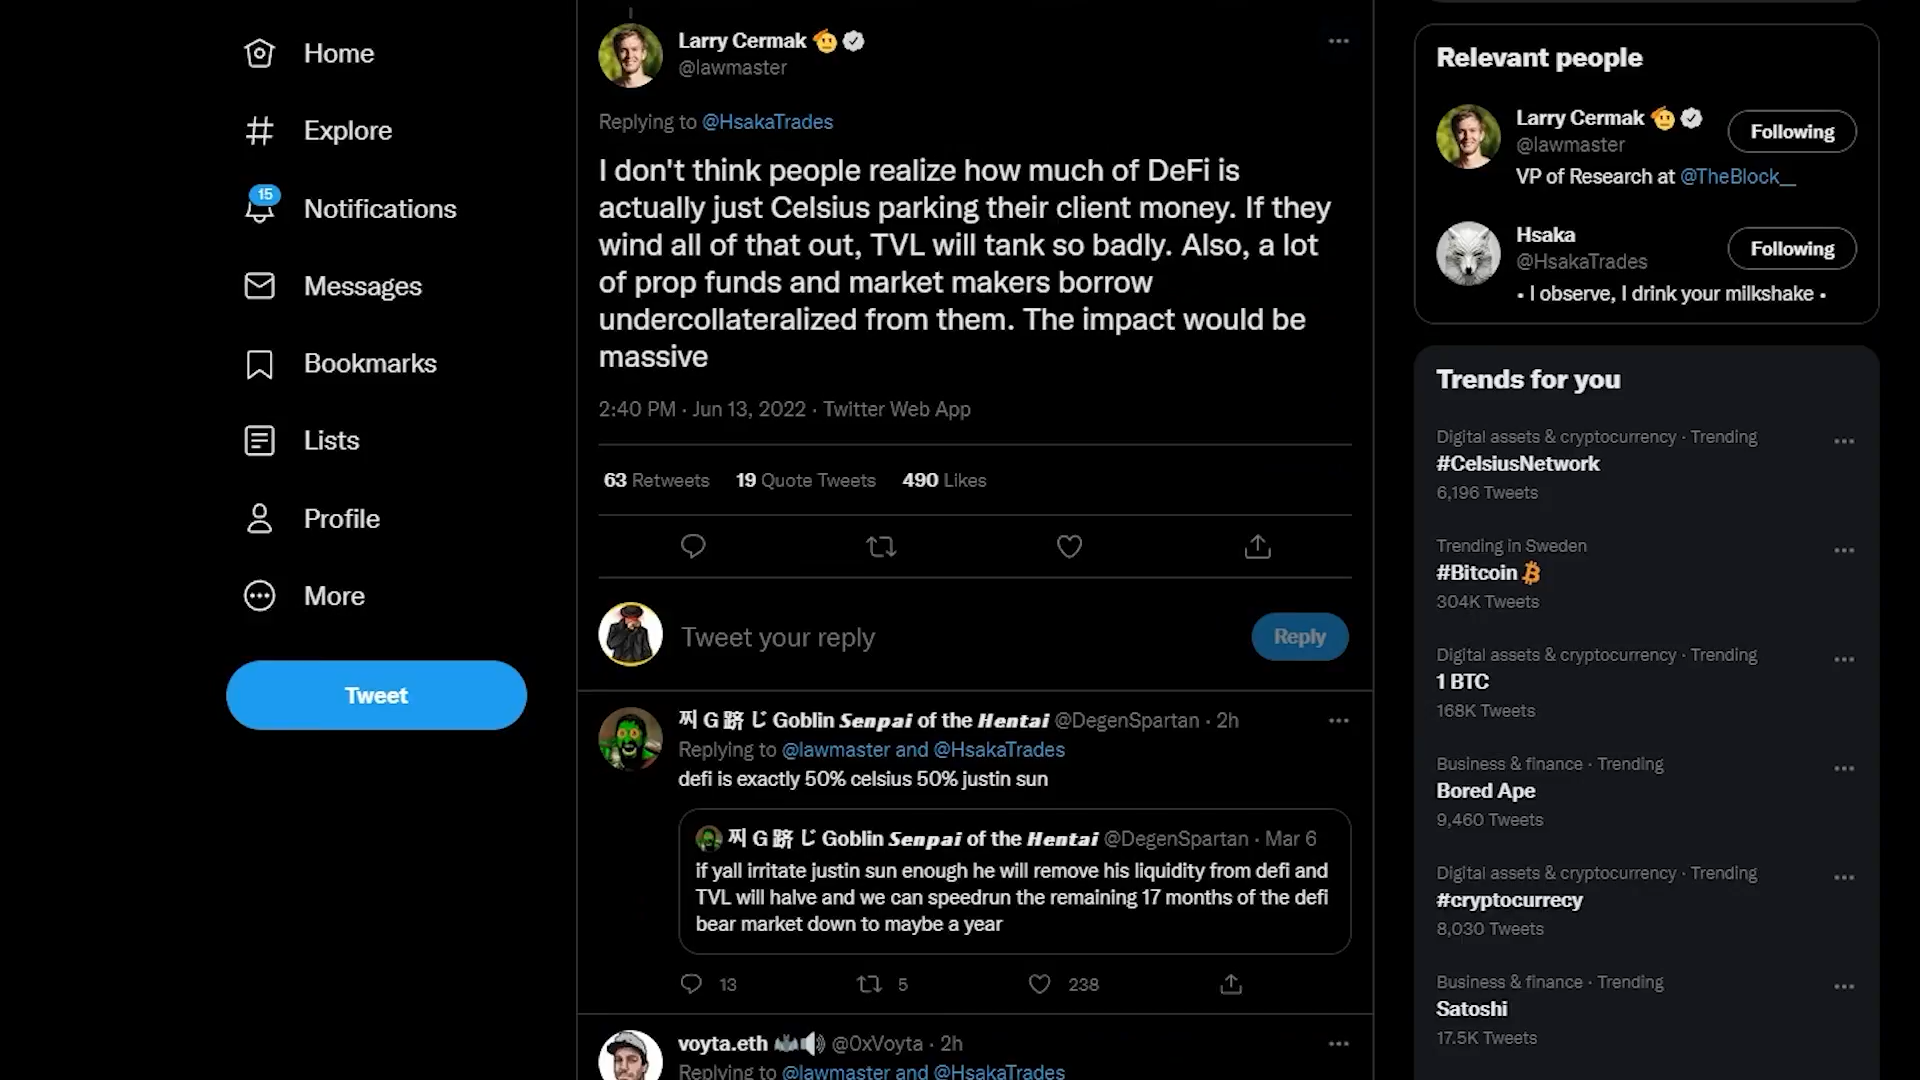 Home
Explore
15
Notifications
Messages
Bookmarks
Lists
Profile
More
Tweet
Larry Cermak
@lawmaster
Replying to @HsakaTrades
I don't think people realize how much of DeFi is
actually just Celsius parking their client money. If they
wind all of that out, TVL will tank so badly. Also, a lot
of prop funds and market makers borrow
undercollateralized from them. The impact would be
massive
2:40 PM · Jun 13, 2022 · Twitter Web App
63 Retweets 19 Quote Tweets 490 Likes
Tweet your reply
Reply
찌 G 跻 じ Goblin Senpai of the Hentai @DegenSpartan · 2h
Replying to @lawmaster and @HsakaTrades
defi is exactly 50% celsius 50% justin sun
찌 G 跻 じ Goblin Senpai of the Hentai @DegenSpartan · Mar 6
if yall irritate justin sun enough he will remove his liquidity from defi and
TVL will halve and we can speedrun the remaining 17 months of the defi
bear market down to maybe a year
13 5 238
voyta.eth @0xVoyta · 2h
Replying to @lawmaster and @HsakaTrades
Relevant people
Larry Cermak
@lawmaster
Following
VP of Research at @TheBlock__
Hsaka
@HsakaTrades
Following
• I observe, I drink your milkshake •
Trends for you
Digital assets & cryptocurrency · Trending
#CelsiusNetwork
6,196 Tweets
Trending in Sweden
#Bitcoin
304K Tweets
Digital assets & cryptocurrency · Trending
1 BTC
168K Tweets
Business & finance · Trending
Bored Ape
9,460 Tweets
Digital assets & cryptocurrency · Trending
#cryptocurrecy
8,030 Tweets
Business & finance · Trending
Satoshi
17.5K Tweets